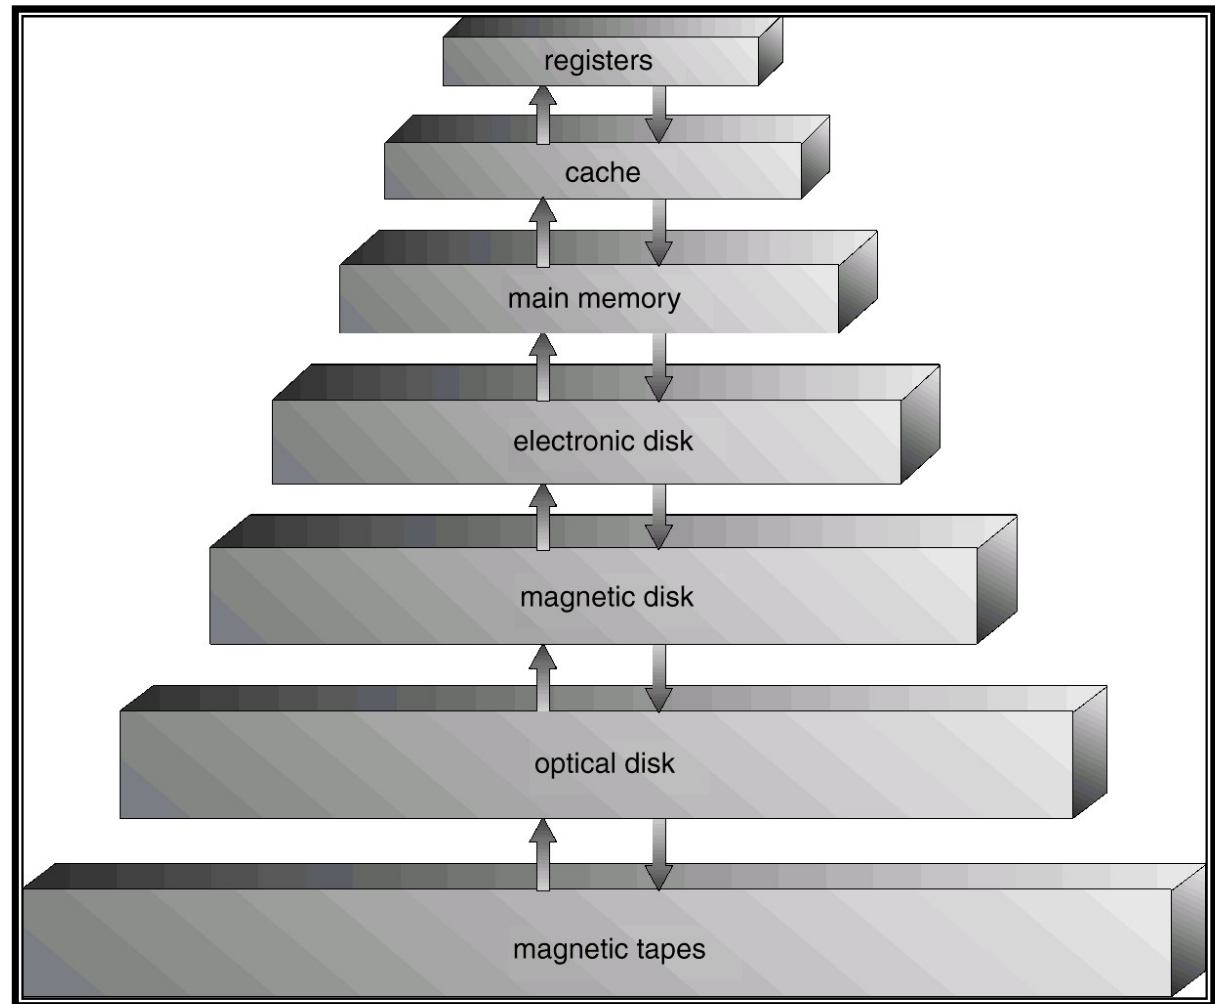 registers
cache
main memory
electronic disk
magnetic disk
optical disk
magnetic tapes